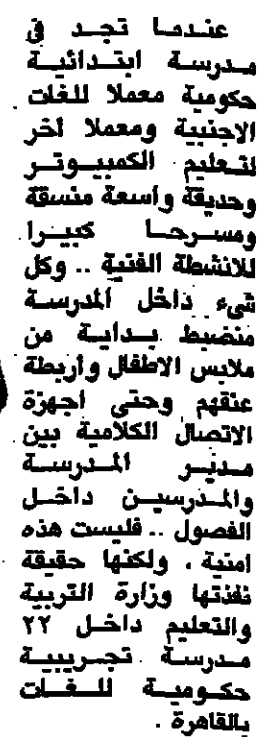 عندما تجد في
مدرسة ابتدائية
حكومية معملا للغات
الاجنبية ومعملا آخر
لتعليم الكمبيوتر
وحديقة واسعة منسقة
ومسرحا كبيرا
للانشطة الفنية .. وكل
شيء داخل المدرسة
منضبط بداية من
ملابس الاطفال وأربطة
عنقهم وحتى اجهزة
الاتصال الكلامية بين
مدير المدرسة
والمدرسين داخل
الفصول .. فليست هذه
امنية ، ولكنها حقيقة
نفذتها وزارة التربية
والتعليم داخل ٢٢
مدرسة تجريبية
حكومية للغات
بالقاهرة .